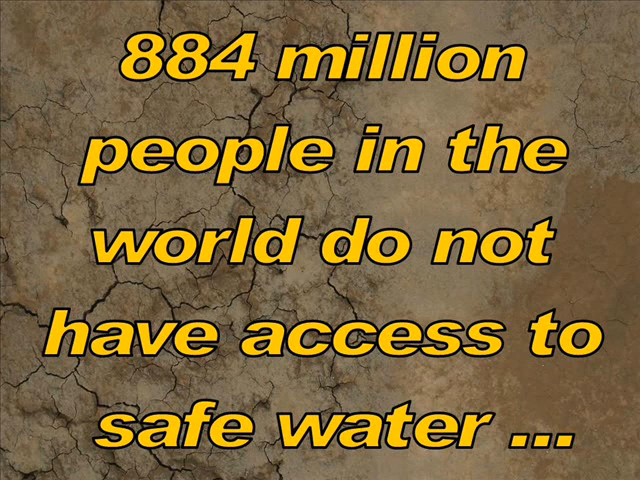 884 million
people in the
world do not
have access to
safe water ...